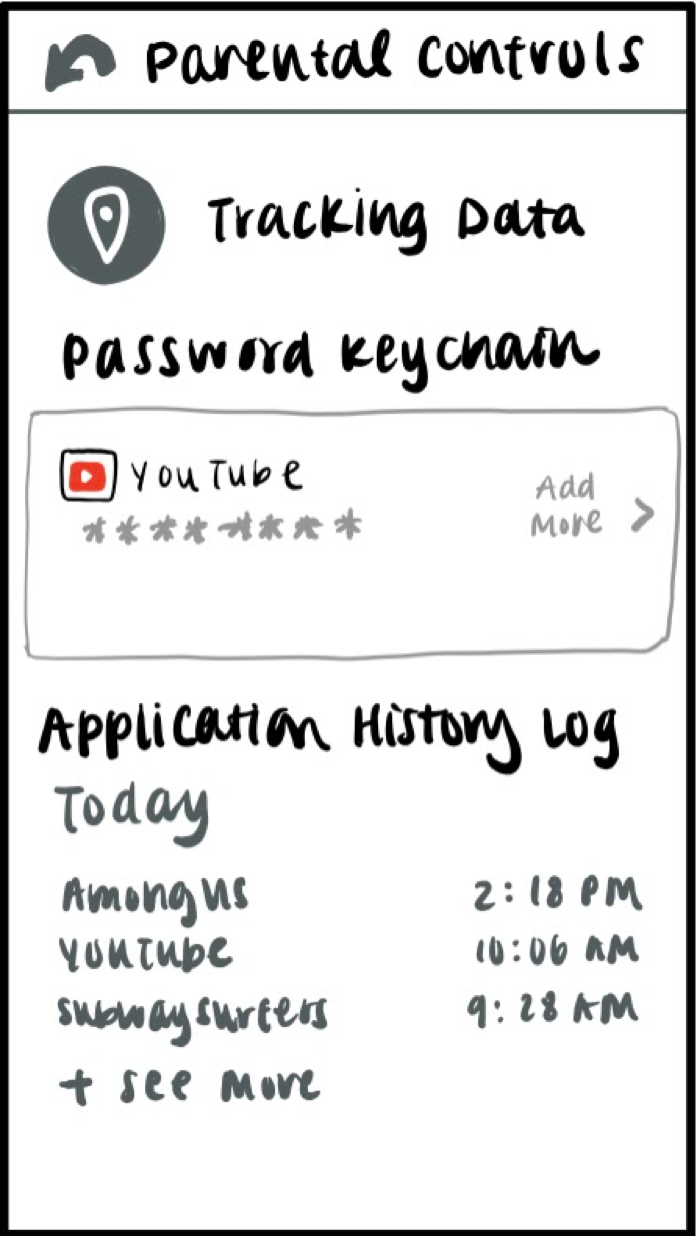 Parental Controls
Tracking Data
Password Keychain
YouTube
********
Add
More >
Application History Log
Today
Among Us 2:18 PM
YouTube 10:06 AM
subway surfers 9:28 AM
+ see more